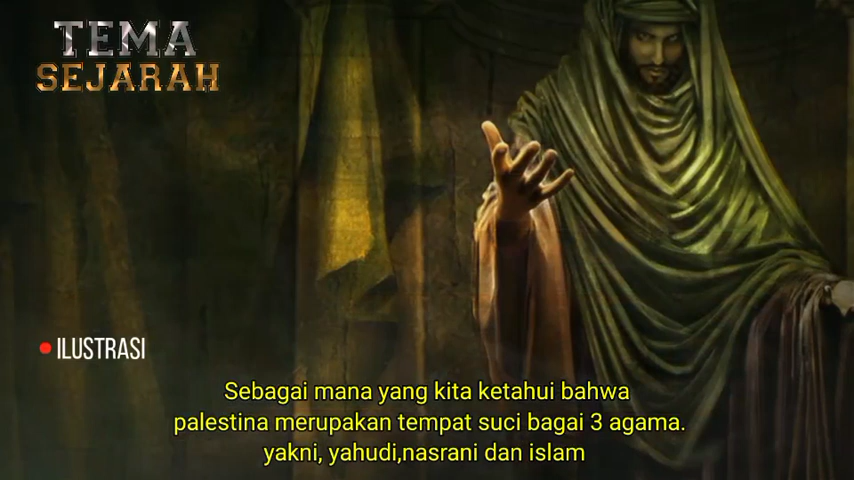 TEMA
SEJARAH
ILUSTRASI
Sebagai mana yang kita ketahui bahwa
palestina merupakan tempat suci bagai 3 agama.
yakni, yahudi,nasrani dan islam